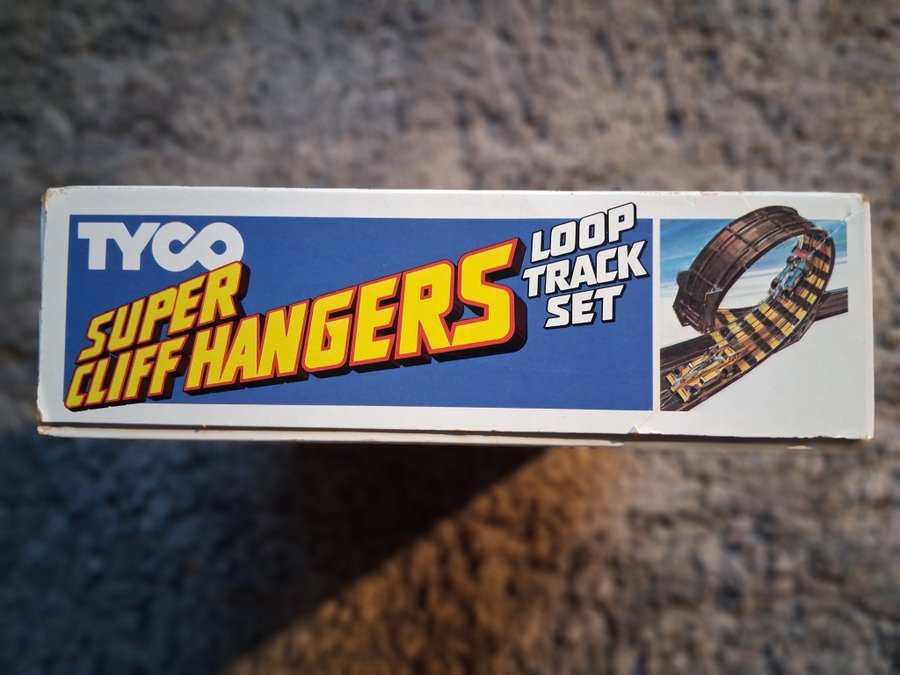 TYCO
SUPER
CLIFF HANGERS
LOOP
TRACK
SET